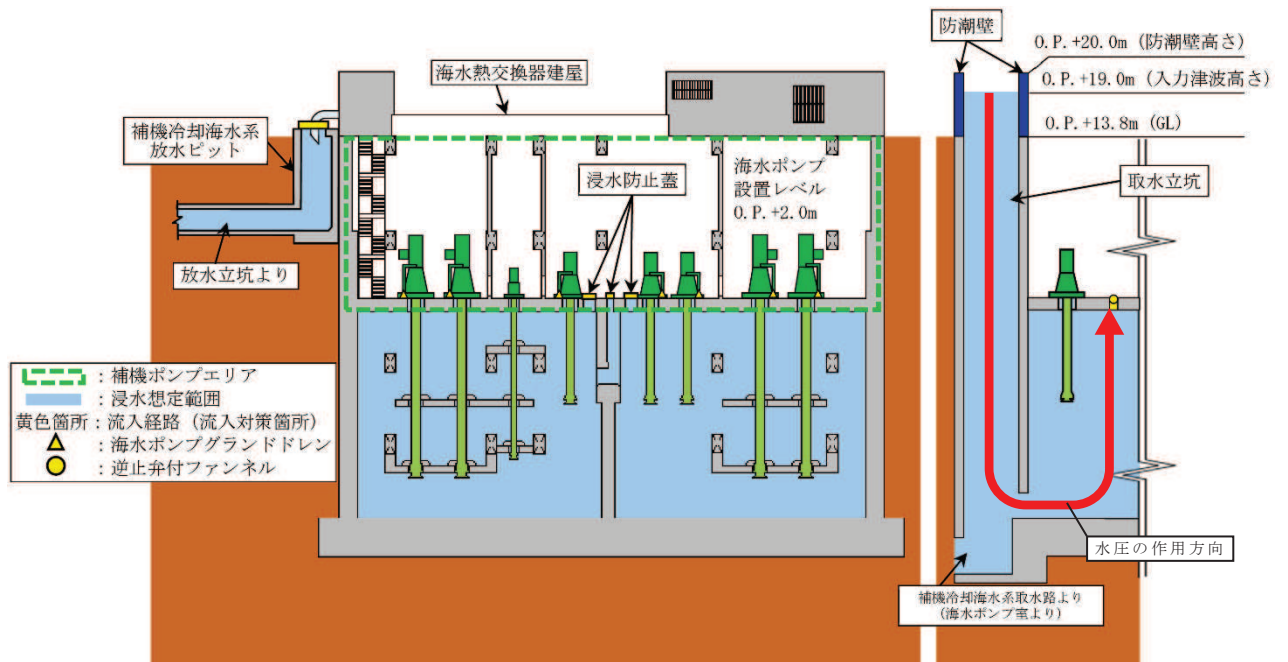 防潮壁
O.P.+20.0m (防潮壁高さ)
O.P.+19.0m (入力津波高さ)
O.P.+13.8m (GL)
海水熱交換器建屋
補機冷却海水系
放水ピット
浸水防止蓋
海水ポンプ
設置レベル
O.P.+2.0m
取水立坑
放水立坑より
:補機ポンプエリア
:浸水想定範囲
黄色箇所:流入経路 (流入対策箇所)
:海水ポンプグランドドレン
:逆止弁付ファンネル
水圧の作用方向
補機冷却海水系取水路より
(海水ポンプ室より)